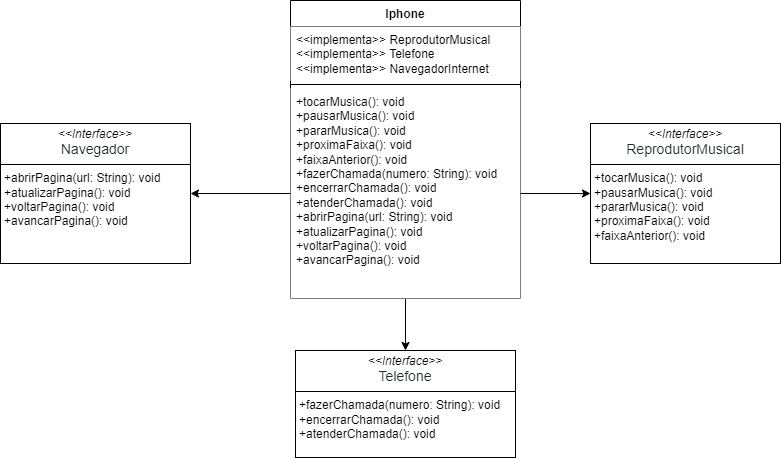 Iphone
<<implementa>> ReprodutorMusical
<<implementa>> Telefone
<<implementa>> NavegadorInternet
+tocarMusica(): void
+pausarMusica(): void
+pararMusica(): void
+proximaFaixa(): void
+faixaAnterior(): void
+fazerChamada(numero: String): void
+encerrarChamada(): void
+atenderChamada(): void
+abrirPagina(url: String): void
+atualizarPagina(): void
+voltarPagina(): void
+avancarPagina(): void
<<Interface>>
Navegador
+abrirPagina(url: String): void
+atualizarPagina(): void
+voltarPagina(): void
+avancarPagina(): void
<<Interface>>
ReprodutorMusical
+tocarMusica(): void
+pausarMusica(): void
+pararMusica(): void
+proximaFaixa(): void
+faixaAnterior(): void
<<Interface>>
Telefone
+fazerChamada(numero: String): void
+encerrarChamada(): void
+atenderChamada(): void